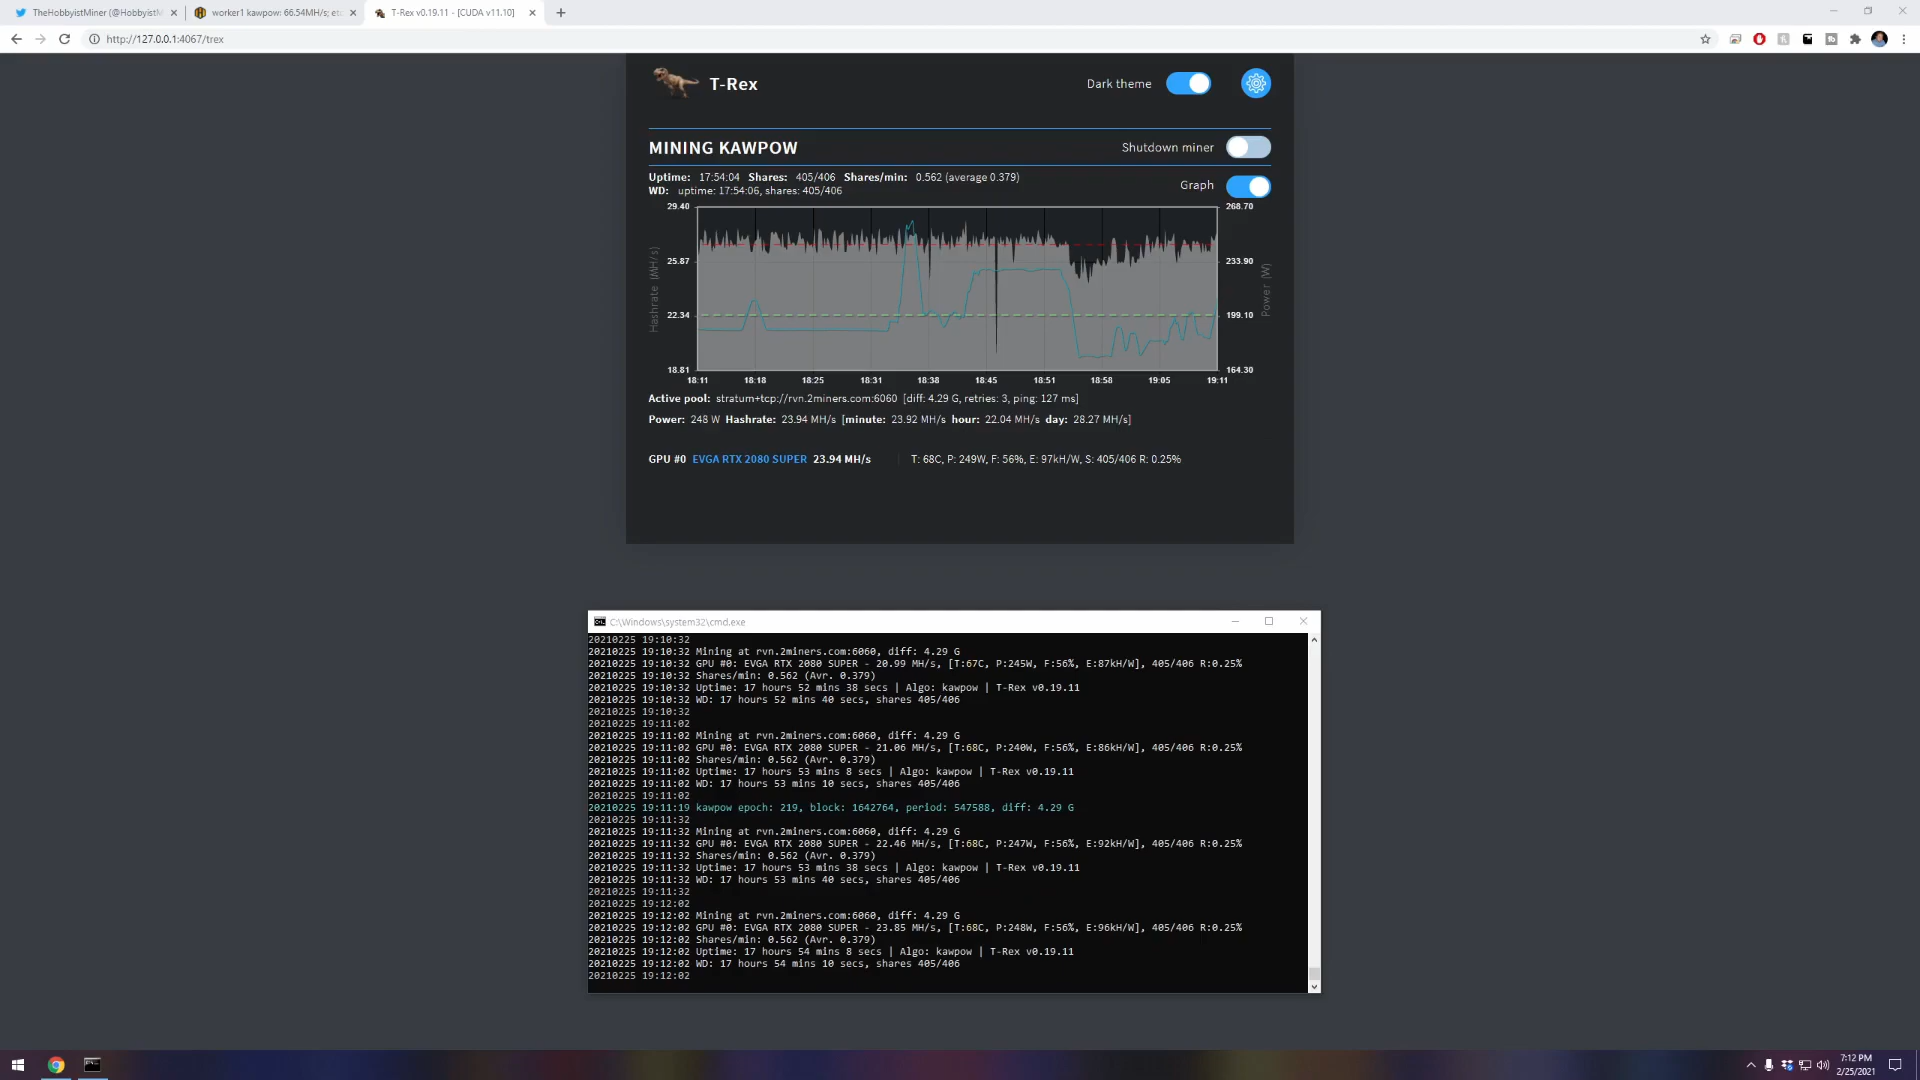 TheHobbyistMiner (@HobbyistM
worker1 kawpow: 66.54MH/s; etc
T-Rex v0.19.11 - [CUDA v11.10]
http://127.0.0.1:4067/trex
T-Rex
Dark theme
MINING KAWPOW
Shutdown miner
Uptime: 17:54:04 Shares: 405/406 Shares/min: 0.562 (average 0.379)
WD: uptime: 17:54:06, shares: 405/406
Graph
29.40
268.70
25.87
233.90
22.34
199.10
18.81
164.30
Hashrate (MH/s)
Power (W)
18:11 18:18 18:25 18:31 18:38 18:45 18:51 18:58 19:05 19:11
Active pool: stratum+tcp://rvn.2miners.com:6060 [diff: 4.29 G, retries: 3, ping: 127 ms]
Power: 248 W Hashrate: 23.94 MH/s [minute: 23.92 MH/s hour: 22.04 MH/s day: 28.27 MH/s]
GPU #0 EVGA RTX 2080 SUPER 23.94 MH/s T: 68C, P: 249W, F: 56%, E: 97kH/W, S: 405/406 R: 0.25%
C:\Windows\system32\cmd.exe
20210225 19:10:32
20210225 19:10:32 Mining at rvn.2miners.com:6060, diff: 4.29 G
20210225 19:10:32 GPU #0: EVGA RTX 2080 SUPER - 20.99 MH/s, [T:67C, P:245W, F:56%, E:87kH/W], 405/406 R:0.25%
20210225 19:10:32 Shares/min: 0.562 (Avr. 0.379)
20210225 19:10:32 Uptime: 17 hours 52 mins 38 secs | Algo: kawpow | T-Rex v0.19.11
20210225 19:10:32 WD: 17 hours 52 mins 40 secs, shares 405/406
20210225 19:10:32
20210225 19:11:02
20210225 19:11:02 Mining at rvn.2miners.com:6060, diff: 4.29 G
20210225 19:11:02 GPU #0: EVGA RTX 2080 SUPER - 21.06 MH/s, [T:68C, P:240W, F:56%, E:86kH/W], 405/406 R:0.25%
20210225 19:11:02 Shares/min: 0.562 (Avr. 0.379)
20210225 19:11:02 Uptime: 17 hours 53 mins 8 secs | Algo: kawpow | T-Rex v0.19.11
20210225 19:11:02 WD: 17 hours 53 mins 10 secs, shares 405/406
20210225 19:11:02
20210225 19:11:19 kawpow epoch: 219, block: 1642764, period: 547588, diff: 4.29 G
20210225 19:11:32
20210225 19:11:32 Mining at rvn.2miners.com:6060, diff: 4.29 G
20210225 19:11:32 GPU #0: EVGA RTX 2080 SUPER - 22.46 MH/s, [T:68C, P:247W, F:56%, E:92kH/W], 405/406 R:0.25%
20210225 19:11:32 Shares/min: 0.562 (Avr. 0.379)
20210225 19:11:32 Uptime: 17 hours 53 mins 38 secs | Algo: kawpow | T-Rex v0.19.11
20210225 19:11:32 WD: 17 hours 53 mins 40 secs, shares 405/406
20210225 19:11:32
20210225 19:12:02
20210225 19:12:02 Mining at rvn.2miners.com:6060, diff: 4.29 G
20210225 19:12:02 GPU #0: EVGA RTX 2080 SUPER - 23.85 MH/s, [T:68C, P:248W, F:56%, E:96kH/W], 405/406 R:0.25%
20210225 19:12:02 Shares/min: 0.562 (Avr. 0.379)
20210225 19:12:02 Uptime: 17 hours 54 mins 8 secs | Algo: kawpow | T-Rex v0.19.11
20210225 19:12:02 WD: 17 hours 54 mins 10 secs, shares 405/406
20210225 19:12:02
7:12 PM
2/25/2021